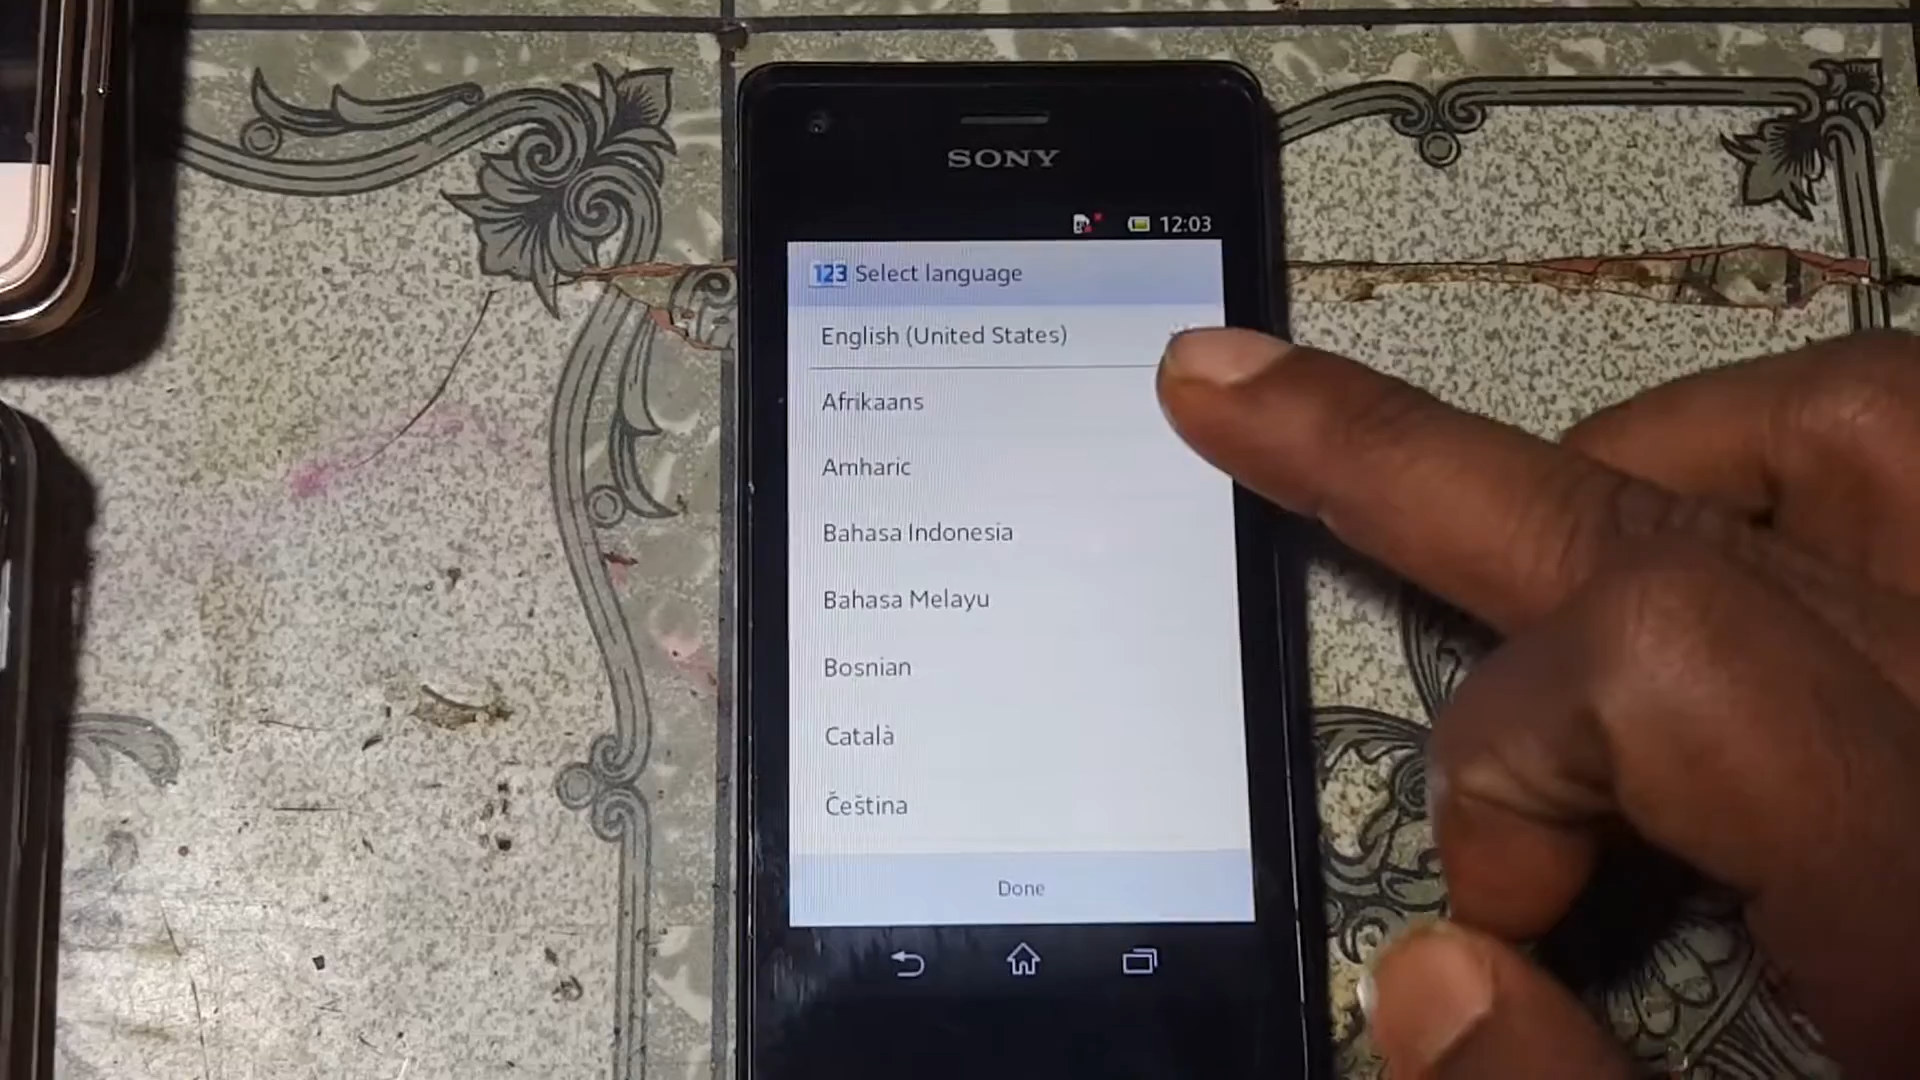 SONY
12:03
123 Select language
English (United States)
Afrikaans
Amharic
Bahasa Indonesia
Bahasa Melayu
Bosnian
Català
Čeština
Done